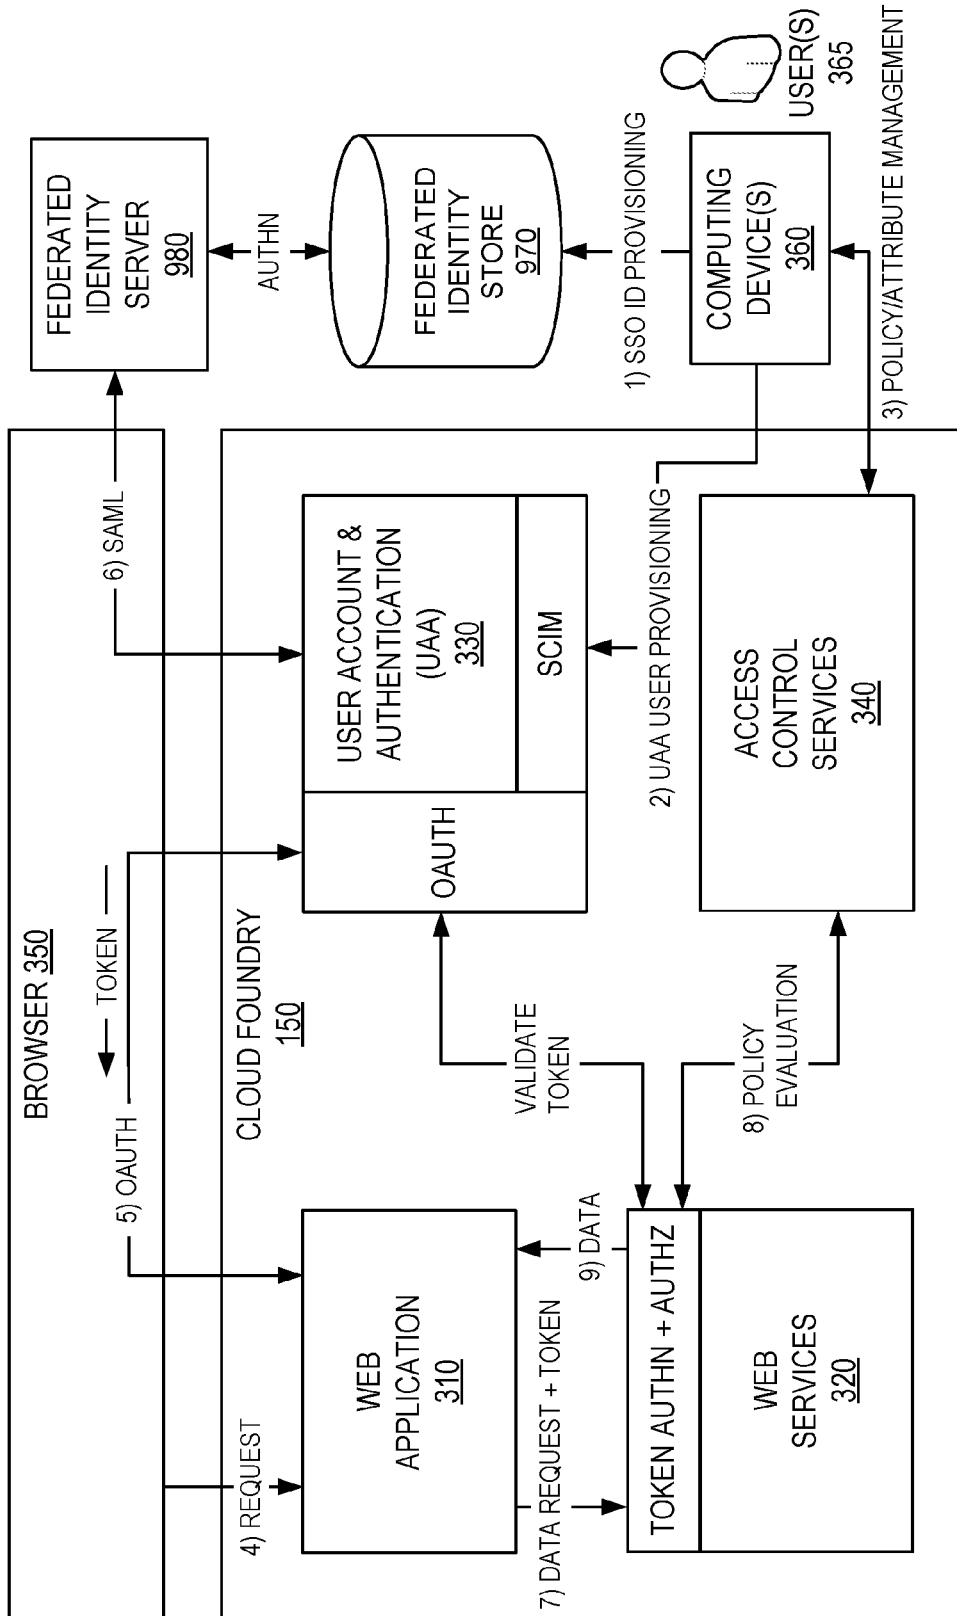 BROWSER 350
TOKEN
5) OAUTH
6) SAML
FEDERATED
IDENTITY
SERVER
980
AUTHN
FEDERATED
IDENTITY
STORE
970
4) REQUEST
CLOUD FOUNDRY
150
WEB
APPLICATION
310
OAUTH
USER ACCOUNT &
AUTHENTICATION
(UAA)
330
SCIM
1) SSO ID PROVISIONING
7) DATA REQUEST + TOKEN
9) DATA
VALIDATE
TOKEN
2) UAA USER PROVISIONING
COMPUTING
DEVICE(S)
360
USER(S)
365
TOKEN AUTHN + AUTHZ
WEB
SERVICES
320
8) POLICY
EVALUATION
ACCESS
CONTROL
SERVICES
340
3) POLICY/ATTRIBUTE MANAGEMENT